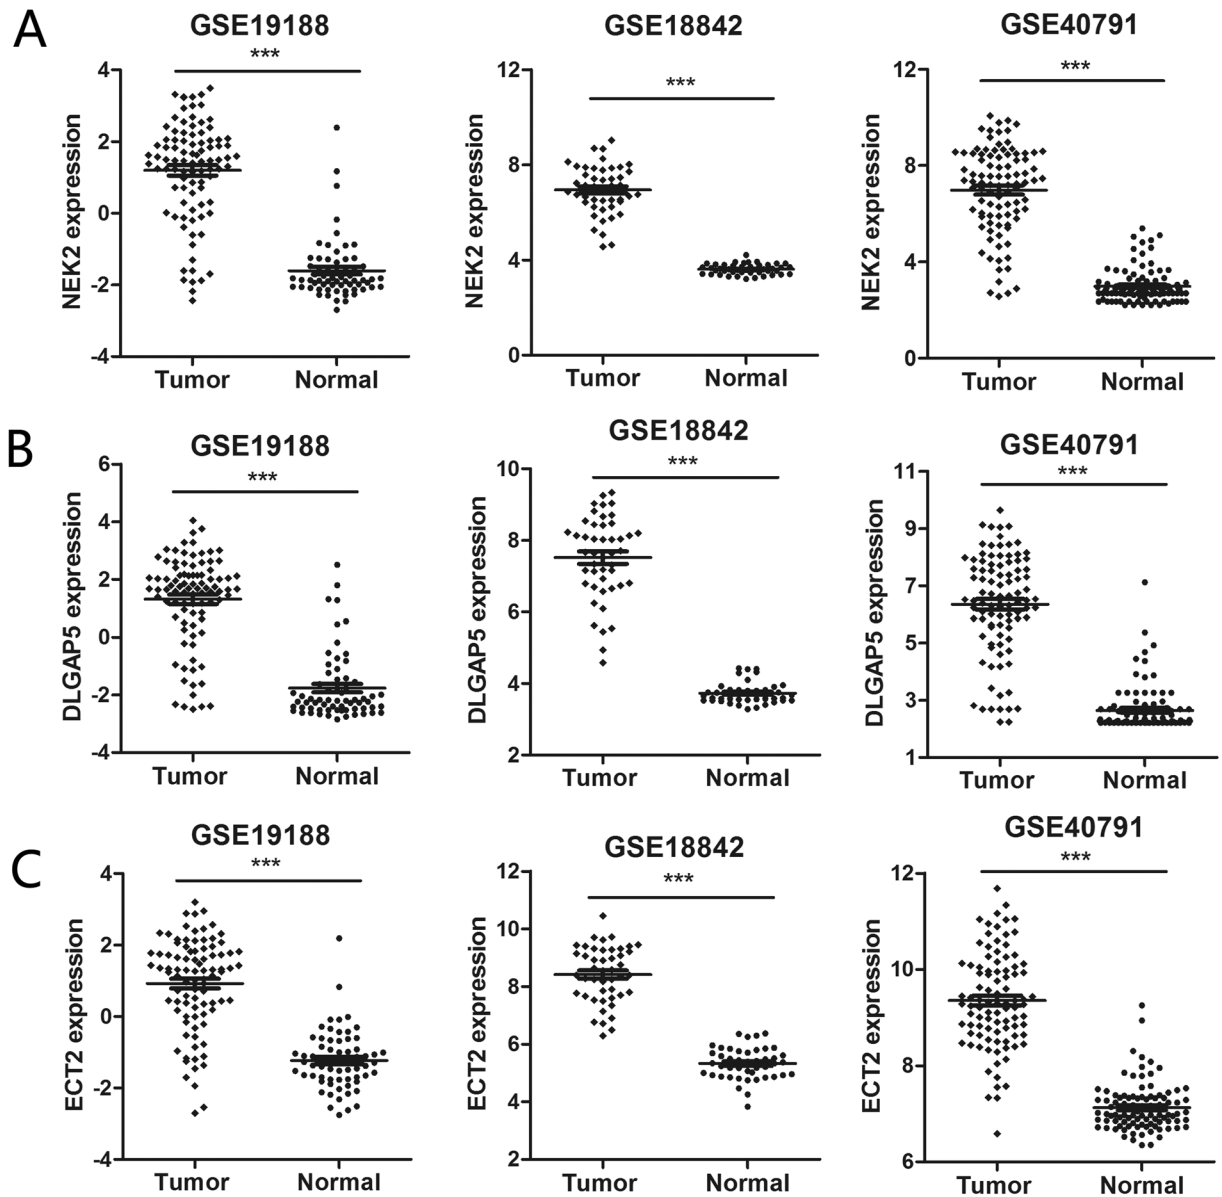 A
GSE19188
GSE18842
GSE40791
***
***
***
NEK2 expression
4
2
0
-2
-4
Tumor
Normal
NEK2 expression
12
8
4
0
Tumor
Normal
NEK2 expression
12
8
4
0
Tumor
Normal
B
GSE19188
GSE18842
GSE40791
***
***
***
DLGAP5 expression
6
4
2
0
-2
-4
Tumor
Normal
DLGAP5 expression
10
8
6
4
2
Tumor
Normal
DLGAP5 expression
11
9
7
5
3
1
Tumor
Normal
C
GSE19188
GSE18842
GSE40791
***
***
***
ECT2 expression
4
2
0
-2
-4
Tumor
Normal
ECT2 expression
12
10
8
6
4
2
Tumor
Normal
ECT2 expression
12
10
8
6
Tumor
Normal